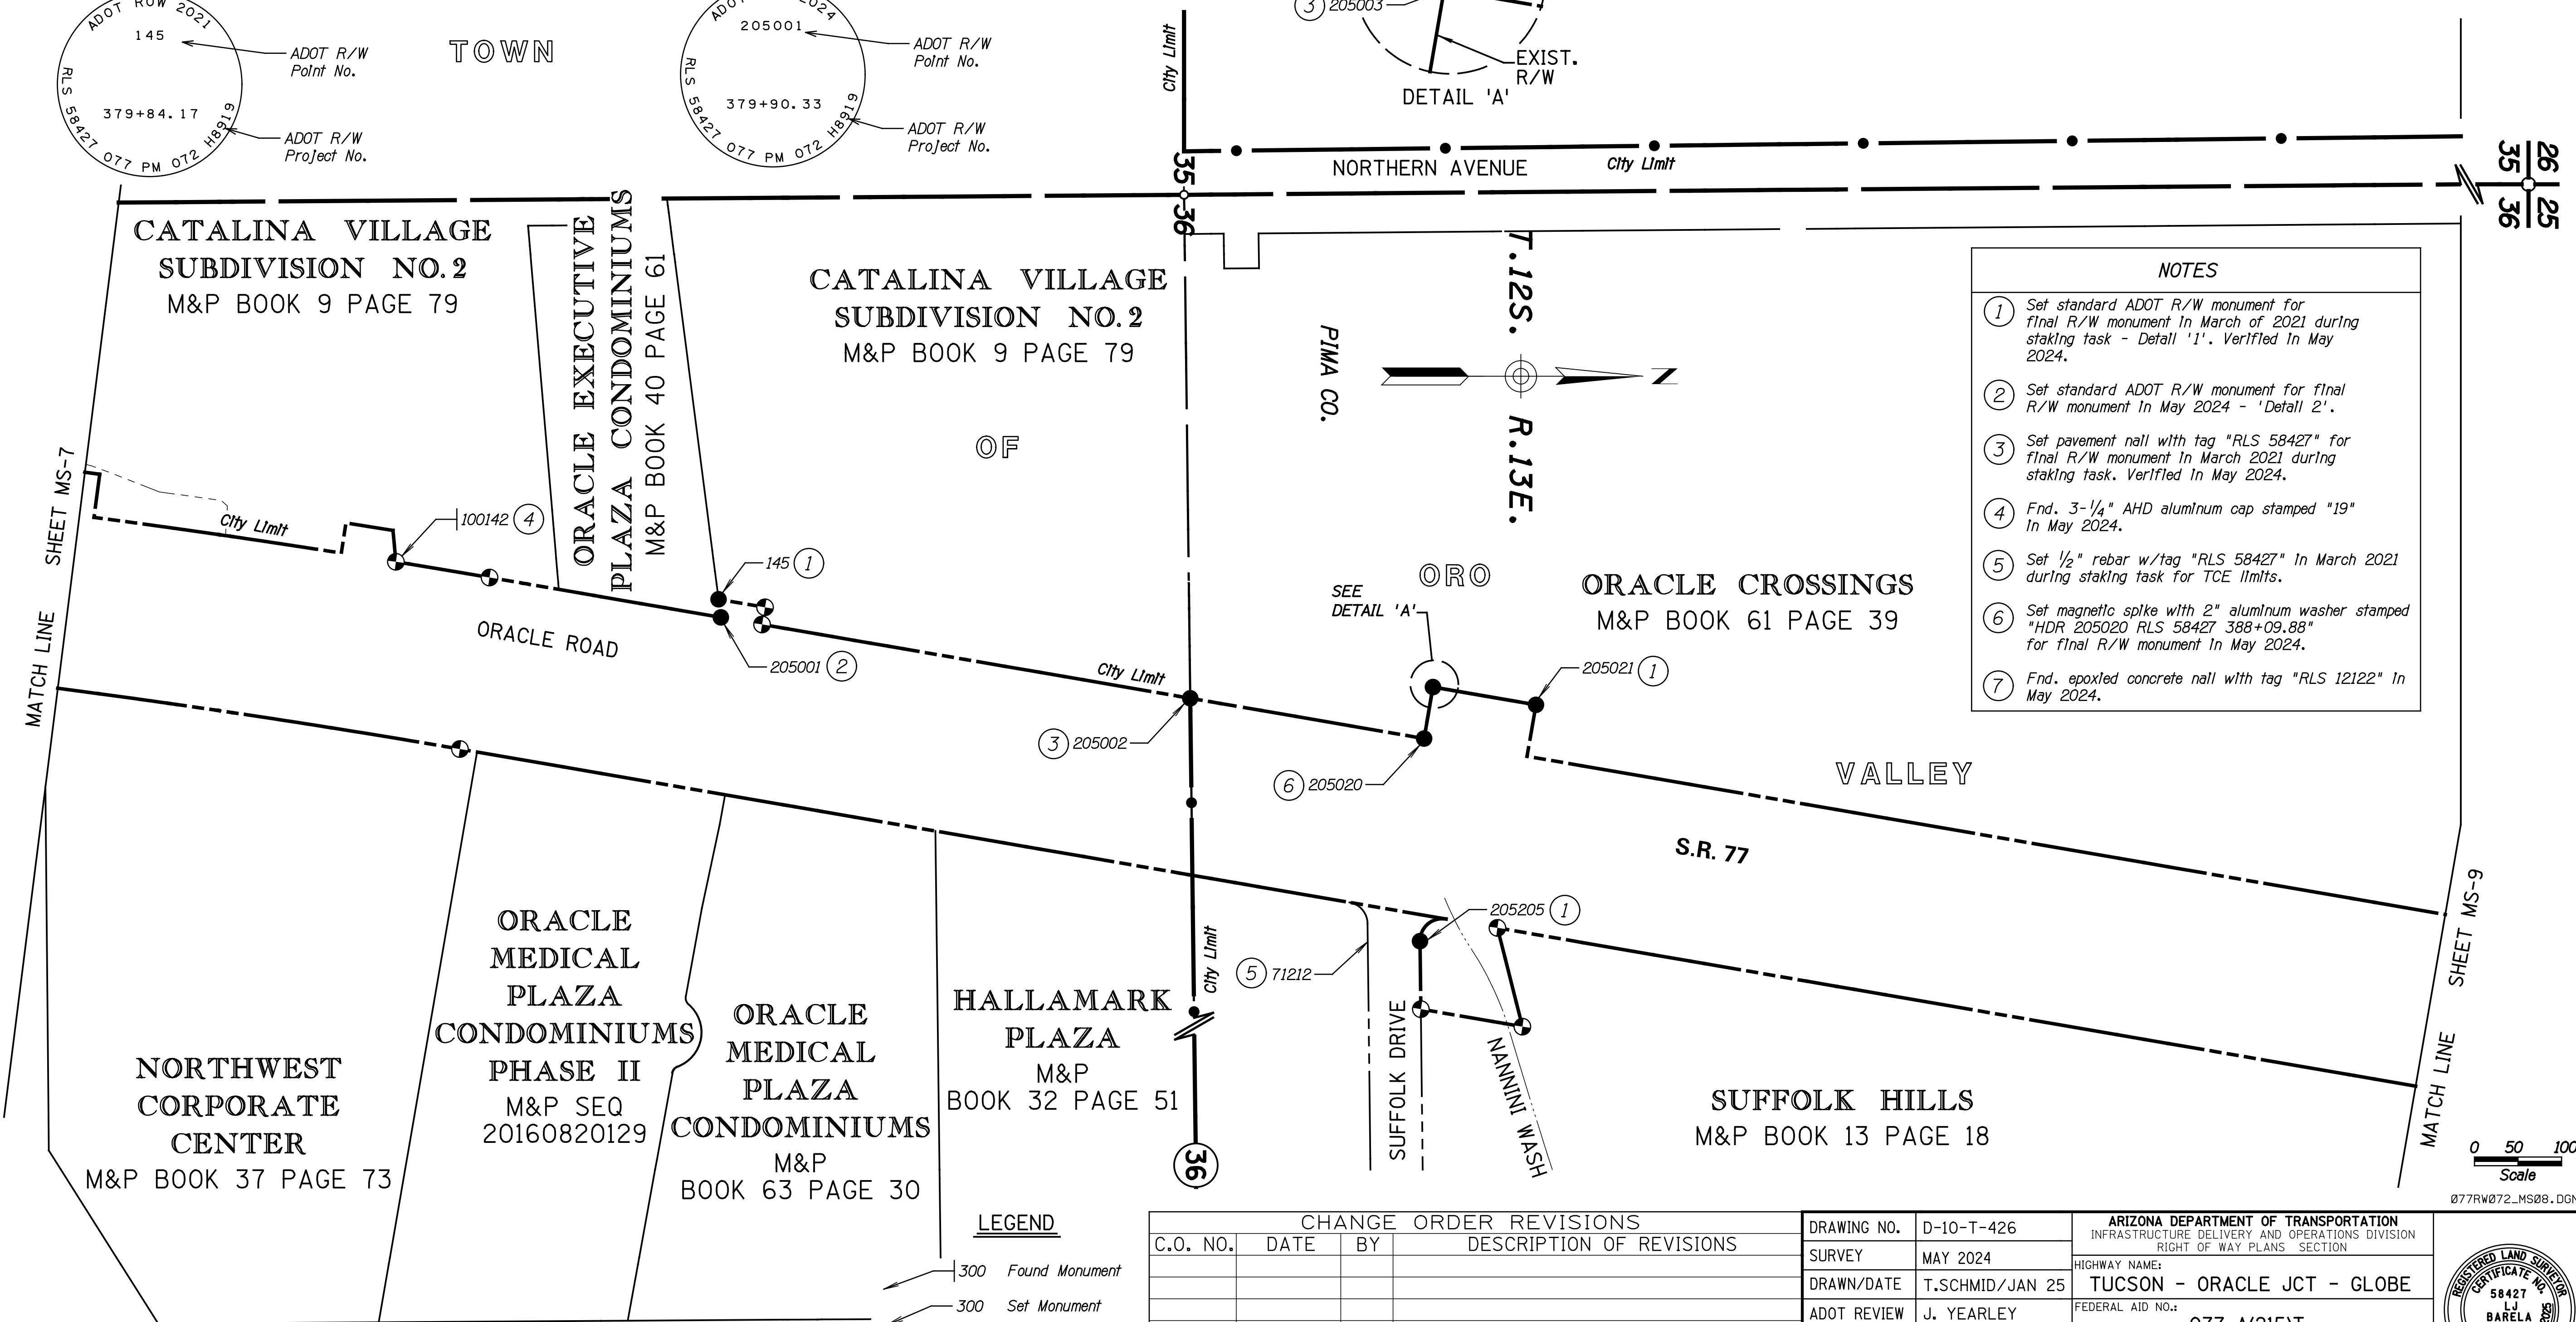 ADOT ROW 2021
145
379+84.17
RLS 58427 077 PM 072 H8919
ADOT R/W
Point No.
ADOT R/W
Project No.
TOWN
205001
379+90.33
RLS 58427 077 PM 072 H8919
ADOT R/W
Point No.
ADOT R/W
Project No.
City Limit
3 205003
EXIST.
R/W
DETAIL 'A'
NORTHERN AVENUE
City Limit
35
36
26
35
25
36
CATALINA VILLAGE
SUBDIVISION NO. 2
M&P BOOK 9 PAGE 79
ORACLE EXECUTIVE
PLAZA CONDOMINIUMS
M&P BOOK 40 PAGE 61
CATALINA VILLAGE
SUBDIVISION NO. 2
M&P BOOK 9 PAGE 79
T.12S. R.13E.
PIMA CO.
N
OF
NOTES
1 Set standard ADOT R/W monument for
final R/W monument in March of 2021 during
staking task - Detail '1'. Verified in May
2024.
2 Set standard ADOT R/W monument for final
R/W monument in May 2024 - 'Detail 2'.
3 Set pavement nail with tag "RLS 58427" for
final R/W monument in March 2021 during
staking task. Verified in May 2024.
4 Fnd. 3-1/4" AHD aluminum cap stamped "19"
in May 2024.
5 Set 1/2" rebar w/tag "RLS 58427" in March 2021
during staking task for TCE limits.
6 Set magnetic spike with 2" aluminum washer stamped
"HDR 205020 RLS 58427 388+09.88"
for final R/W monument in May 2024.
7 Fnd. epoxied concrete nail with tag "RLS 12122" in
May 2024.
MATCH LINE SHEET MS-7
City Limit
100142 4
145 1
205001 2
ORACLE ROAD
City Limit
3 205002
SEE
DETAIL 'A'
ORO
ORACLE CROSSINGS
M&P BOOK 61 PAGE 39
205021 1
6 205020
VALLEY
S.R. 77
205205 1
5 71212
City Limit
SUFFOLK DRIVE
NANNINI WASH
MATCH LINE SHEET MS-9
NORTHWEST
CORPORATE
CENTER
M&P BOOK 37 PAGE 73
ORACLE
MEDICAL
PLAZA
CONDOMINIUMS
PHASE II
M&P SEQ
20160820129
ORACLE
MEDICAL
PLAZA
CONDOMINIUMS
M&P
BOOK 63 PAGE 30
HALLAMARK
PLAZA
M&P
BOOK 32 PAGE 51
36
SUFFOLK HILLS
M&P BOOK 13 PAGE 18
0 50 100
Scale
077RW072_MS08.DGN
LEGEND
300 Found Monument
300 Set Monument
CHANGE ORDER REVISIONS
C.O. NO. DATE BY DESCRIPTION OF REVISIONS
DRAWING NO. D-10-T-426
SURVEY MAY 2024
DRAWN/DATE T.SCHMID/JAN 25
ADOT REVIEW J. YEARLEY
ARIZONA DEPARTMENT OF TRANSPORTATION
INFRASTRUCTURE DELIVERY AND OPERATIONS DIVISION
RIGHT OF WAY PLANS SECTION
HIGHWAY NAME:
TUCSON - ORACLE JCT - GLOBE
FEDERAL AID NO.:
REGISTERED LAND SURVEYOR
CERTIFICATE NO.
58427
LJ
BARELA